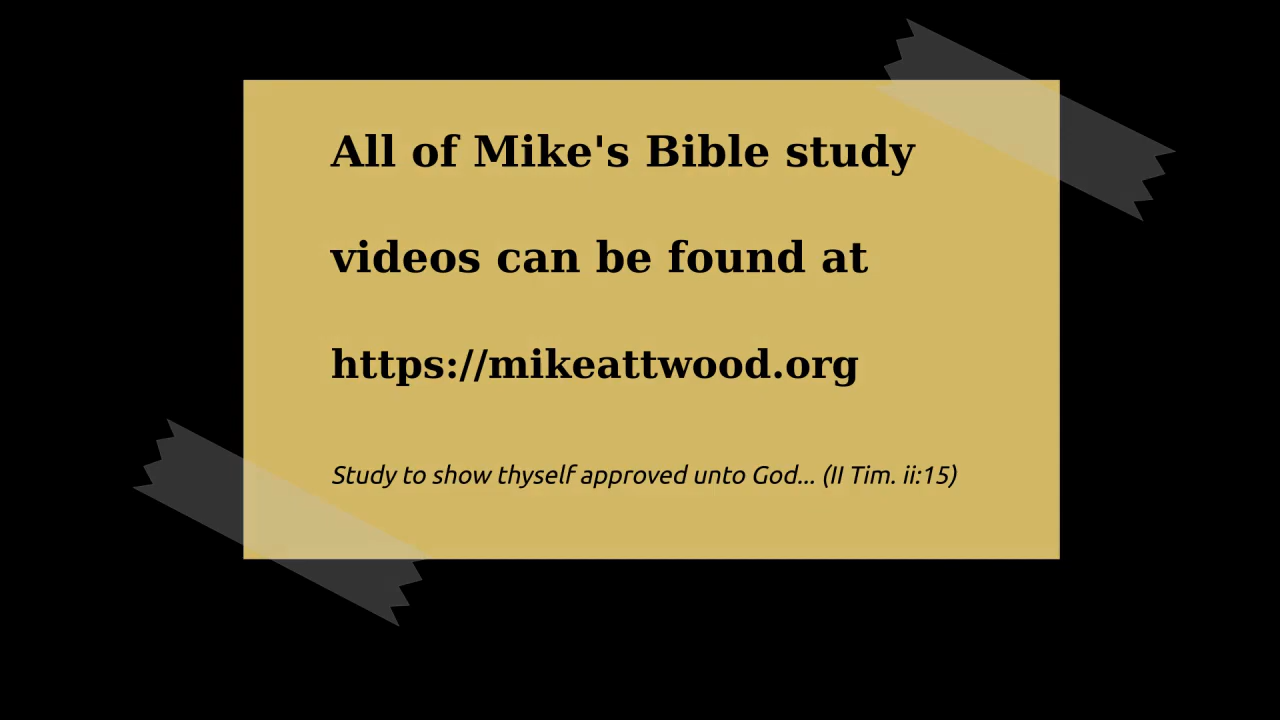 All of Mike's Bible study
videos can be found at
https://mikeattwood.org
Study to show thyself approved unto God... (II Tim. ii:15)